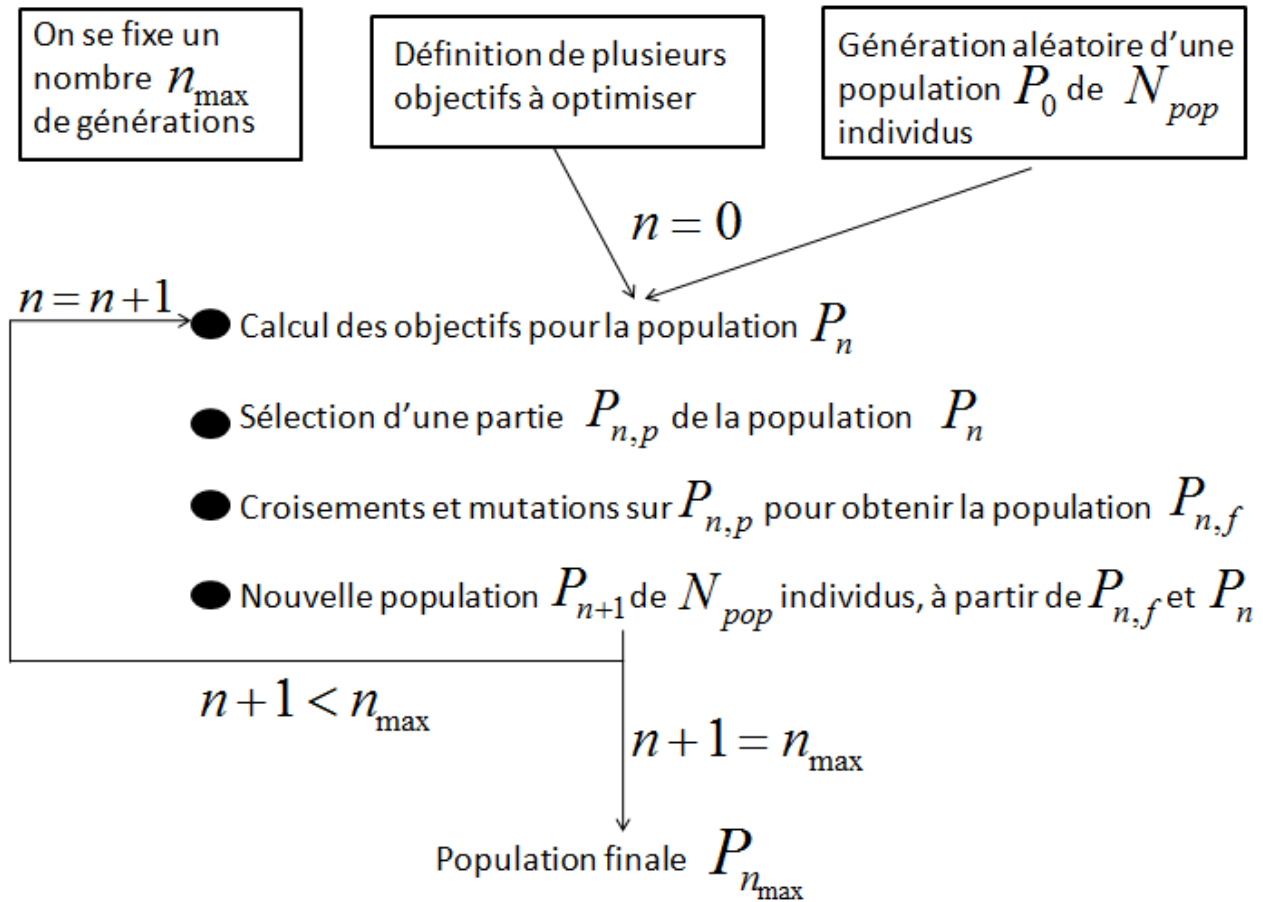 On se fixe un
nombre n_max
de générations
Définition de plusieurs
objectifs à optimiser
Génération aléatoire d'une
population P_0 de N_pop
individus
n = 0
n = n+1
Calcul des objectifs pour la population P_n
Sélection d'une partie P_n,p de la population P_n
Croisements et mutations sur P_n,p pour obtenir la population P_n,f
Nouvelle population P_n+1 de N_pop individus, à partir de P_n,f et P_n
n+1 < n_max
n+1 = n_max
Population finale P_n_max